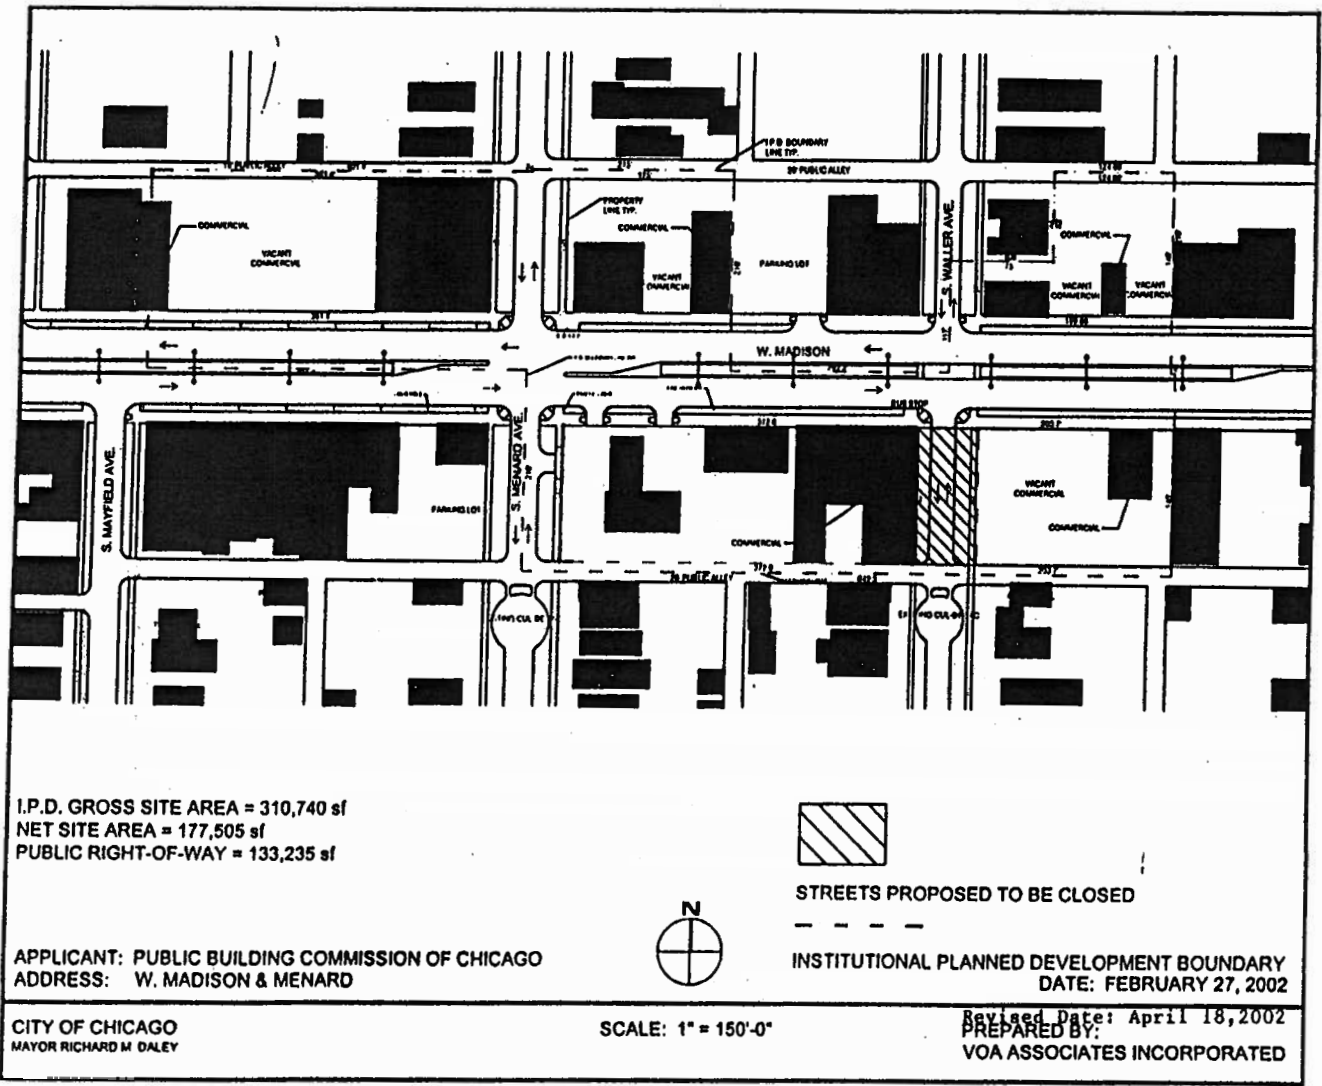 I.P.D. BOUNDARY
LINE TYP.
PUBLIC ALLEY
20' PUBLIC ALLEY
PROPERTY
LINE TYP.
COMMERCIAL
COMMERCIAL
S. WALLER AVE.
COMMERCIAL
VACANT
COMMERCIAL
PARKING LOT
VACANT
COMMERCIAL
VACANT
COMMERCIAL
VACANT
COMMERCIAL
W. MADISON
BUS STOP
S. MAYFIELD AVE.
S. MENARD AVE.
PARKING LOT
VACANT
COMMERCIAL
COMMERCIAL
COMMERCIAL
PUBLIC ALLEY
I.P.D. GROSS SITE AREA = 310,740 sf
NET SITE AREA = 177,505 sf
PUBLIC RIGHT-OF-WAY = 133,235 sf
STREETS PROPOSED TO BE CLOSED
N
APPLICANT: PUBLIC BUILDING COMMISSION OF CHICAGO
ADDRESS: W. MADISON & MENARD
INSTITUTIONAL PLANNED DEVELOPMENT BOUNDARY
DATE: FEBRUARY 27, 2002
Revised Date: April 18,2002
CITY OF CHICAGO
MAYOR RICHARD M DALEY
SCALE: 1" = 150'-0"
PREPARED BY:
VOA ASSOCIATES INCORPORATED